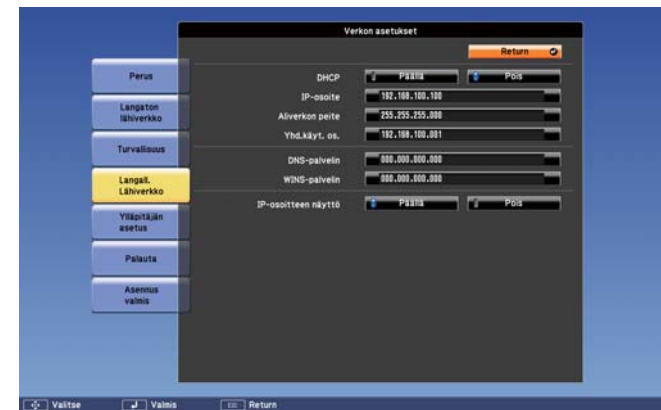 Verkon asetukset
Return
Perus
Langaton
lähiverkko
Turvallisuus
Langall.
Lähiverkko
Ylläpitäjän
asetus
Palauta
Asennus
valmis
DHCP Päällä Pois
IP-osoite 192.168.100.100
Aliverkon peite 255.255.255.000
Yhd.käyt. os. 192.168.100.001
DNS-palvelin 000.000.000.000
WINS-palvelin 000.000.000.000
IP-osoitteen näyttö Päällä Pois
Valitse Valmis Return